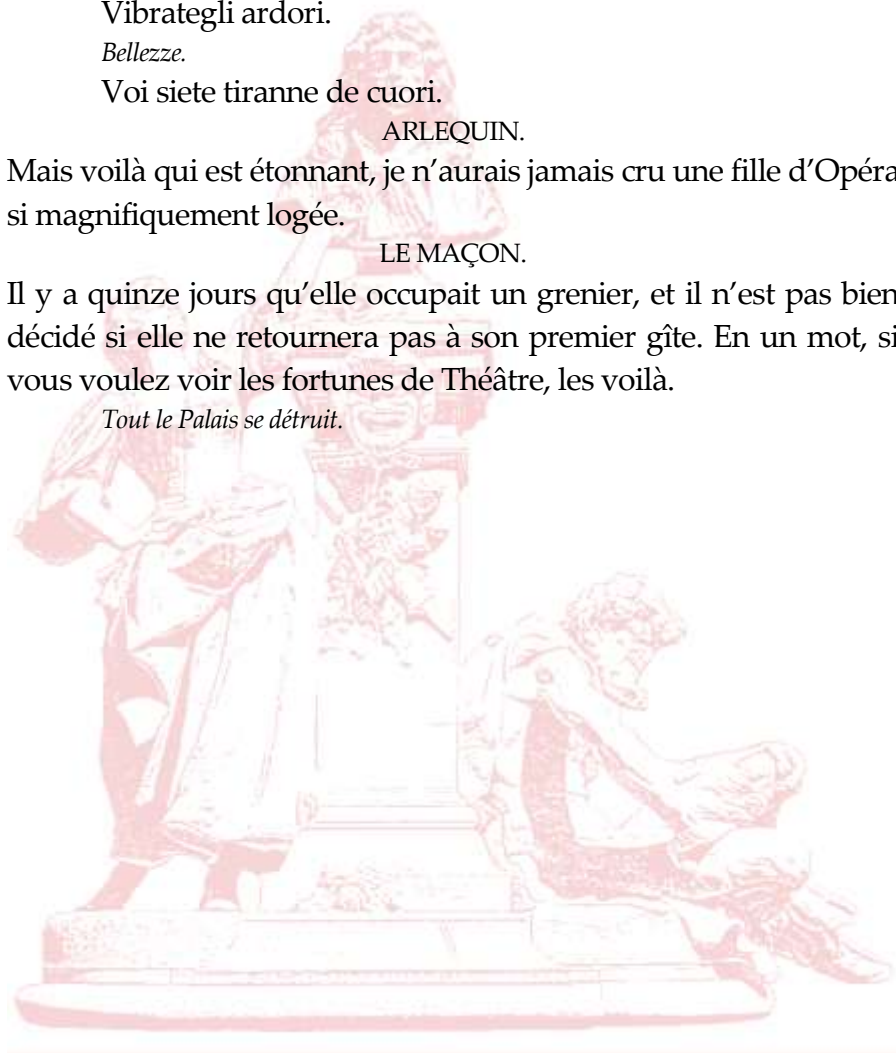 Vibrategli ardori.
Bellezze.
Voi siete tiranne de cuori.
ARLEQUIN.
Mais voilà qui est étonnant, je n’aurais jamais cru une fille d’Opéra
si magnifiquement logée.
LE MAÇON.
Il y a quinze jours qu’elle occupait un grenier, et il n’est pas bien
décidé si elle ne retournera pas à son premier gîte. En un mot, si
vous voulez voir les fortunes de Théâtre, les voilà.
Tout le Palais se détruit.